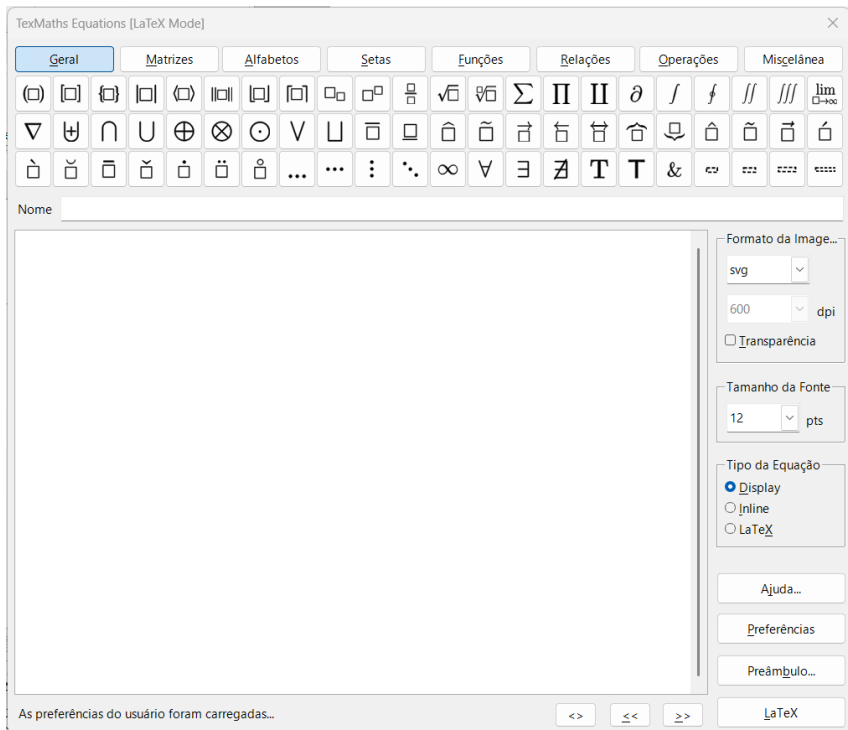 TexMaths Equations [LaTeX Mode]
Geral Matrizes Alfabetos Setas Funções Relações Operações Miscelânea
(□) [□] {□} |□| ⟨□⟩ ‖□‖ ⌊□⌋ ⌈□⌉ √□ ∑ ∏ ∐ ∂ ∫ ∮ ∬ ∭ lim □→∞
∇ ⊎ ∩ ∪ ⊕ ⊗ ⊙ ∨ ⊔
... ⋯ ⋮ ⋱ ∞ ∀ ∃ ∄ T T &
Nome
Formato da Image...
svg
600 dpi
Transparência
Tamanho da Fonte
12 pts
Tipo da Equação
Display
Inline
LaTeX
Ajuda...
Preferências
Preâmbulo...
As preferências do usuário foram carregadas... <> << >> LaTeX